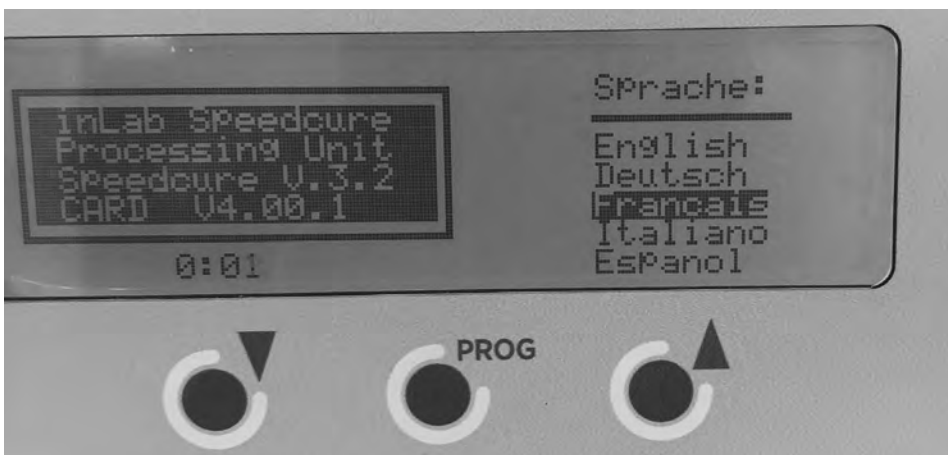 inLab Speedcure
Processing Unit
Speedcure V.3.2
CARD V4.00.1
0:01
Sprache:
English
Deutsch
Francais
Italiano
Espanol
PROG